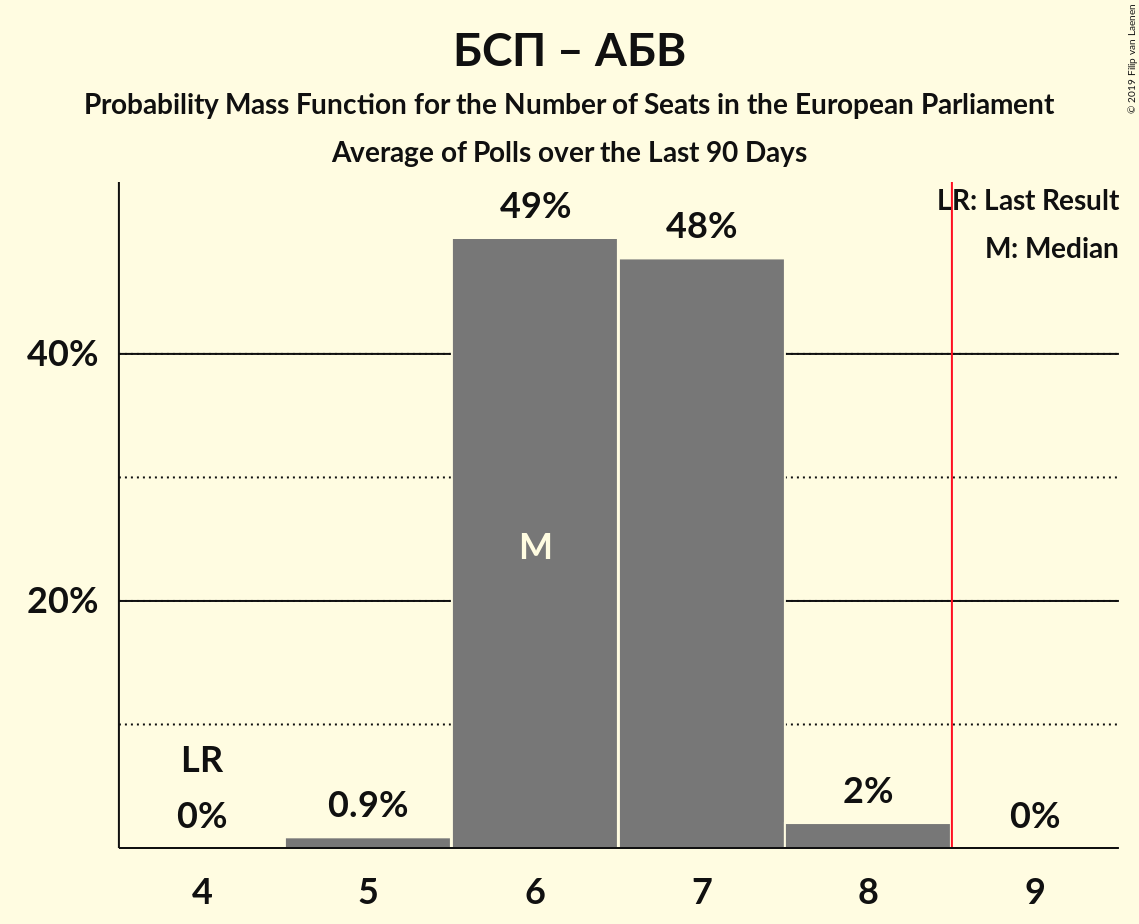 БСП – АБВ
Probability Mass Function for the Number of Seats in the European Parliament
Average of Polls over the Last 90 Days
© 2019 Filip van Laenen
LR: Last Result
M: Median
49%
48%
40%
M
20%
LR
0%
0.9%
2%
0%
4 5 6 7 8 9